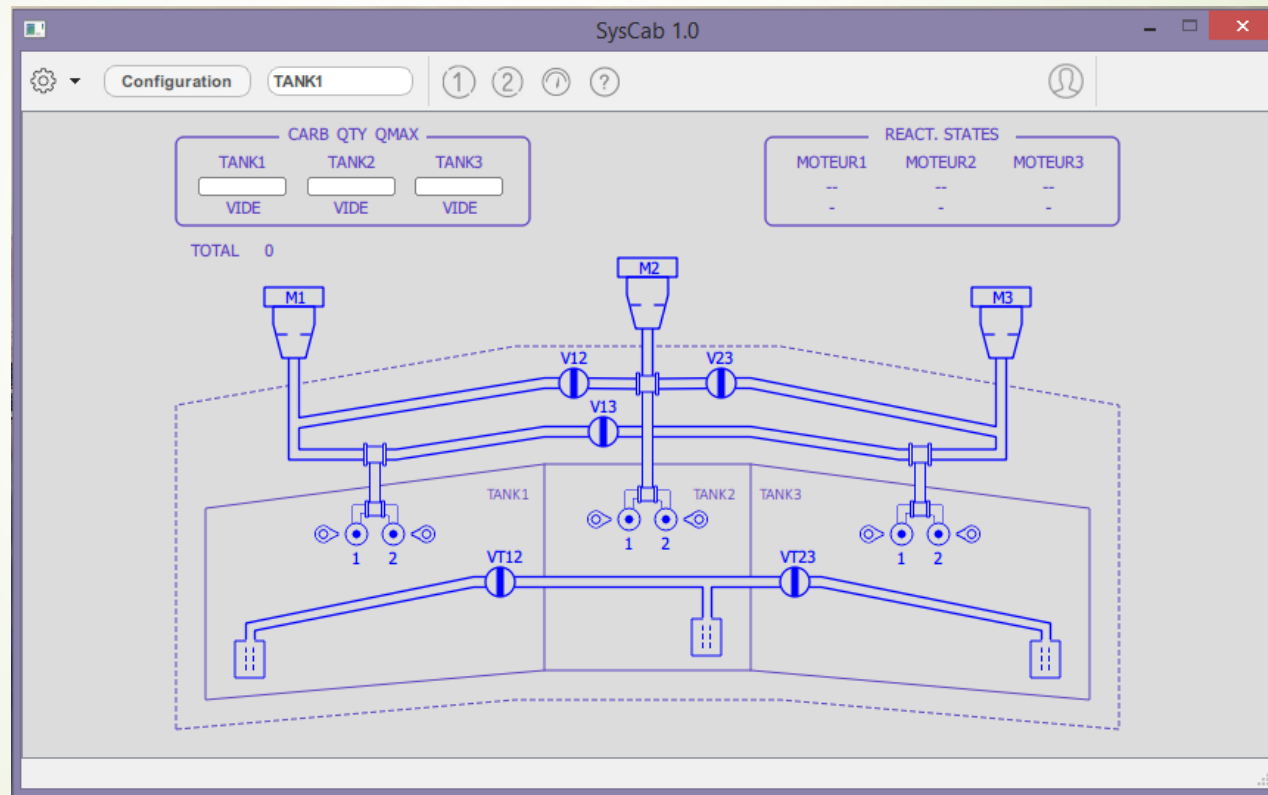 SysCab 1.0
Configuration TANK1 1 2 ?
CARB QTY QMAX
TANK1 TANK2 TANK3
VIDE VIDE VIDE
TOTAL 0
REACT. STATES
MOTEUR1 MOTEUR2 MOTEUR3
-- -- --
- - -
M2
M1
M3
V12 V23
V13
TANK1 TANK2 TANK3
1 2
1 2
1 2
VT12 VT23